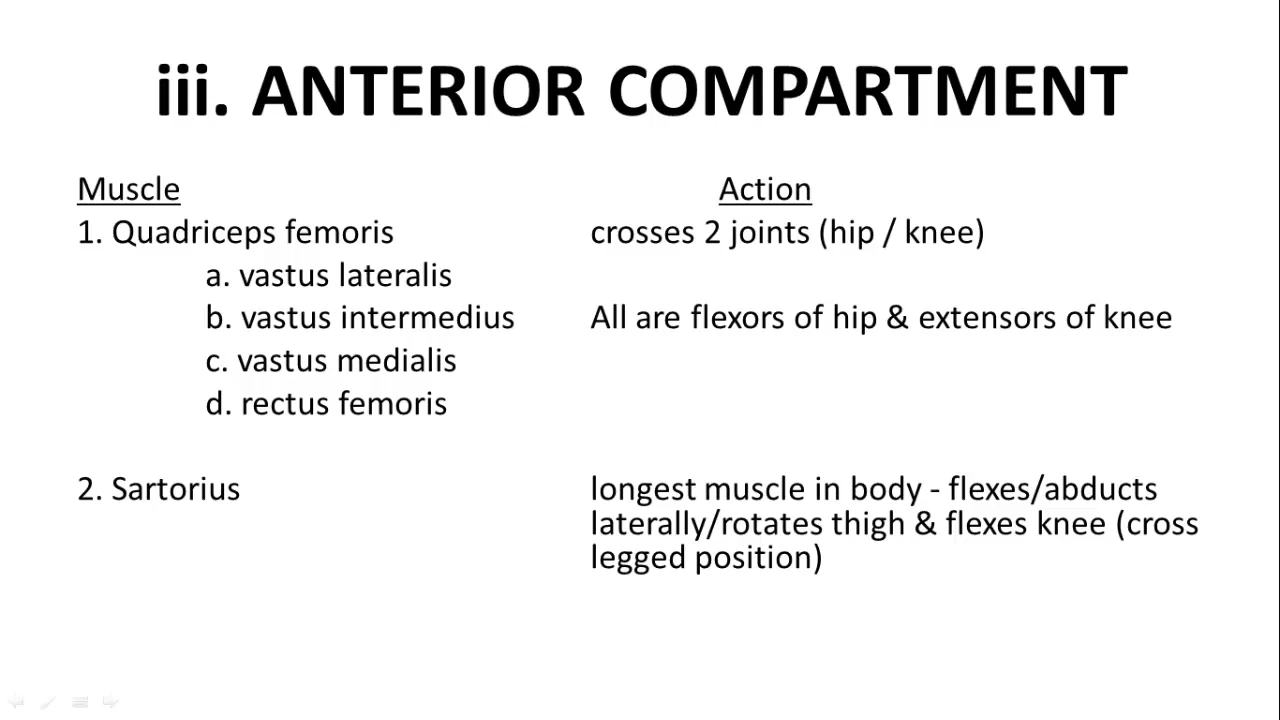 iii. ANTERIOR COMPARTMENT
Muscle Action
1. Quadriceps femoris crosses 2 joints (hip / knee)
a. vastus lateralis
b. vastus intermedius All are flexors of hip & extensors of knee
c. vastus medialis
d. rectus femoris
2. Sartorius longest muscle in body - flexes/abducts
laterally/rotates thigh & flexes knee (cross
legged position)